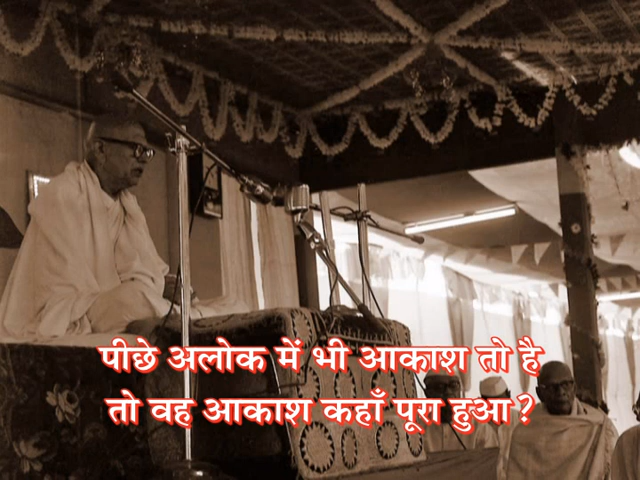 पीछे अलोक में भी आकाश तो है
तो वह आकाश कहाँ पूरा हुआ?